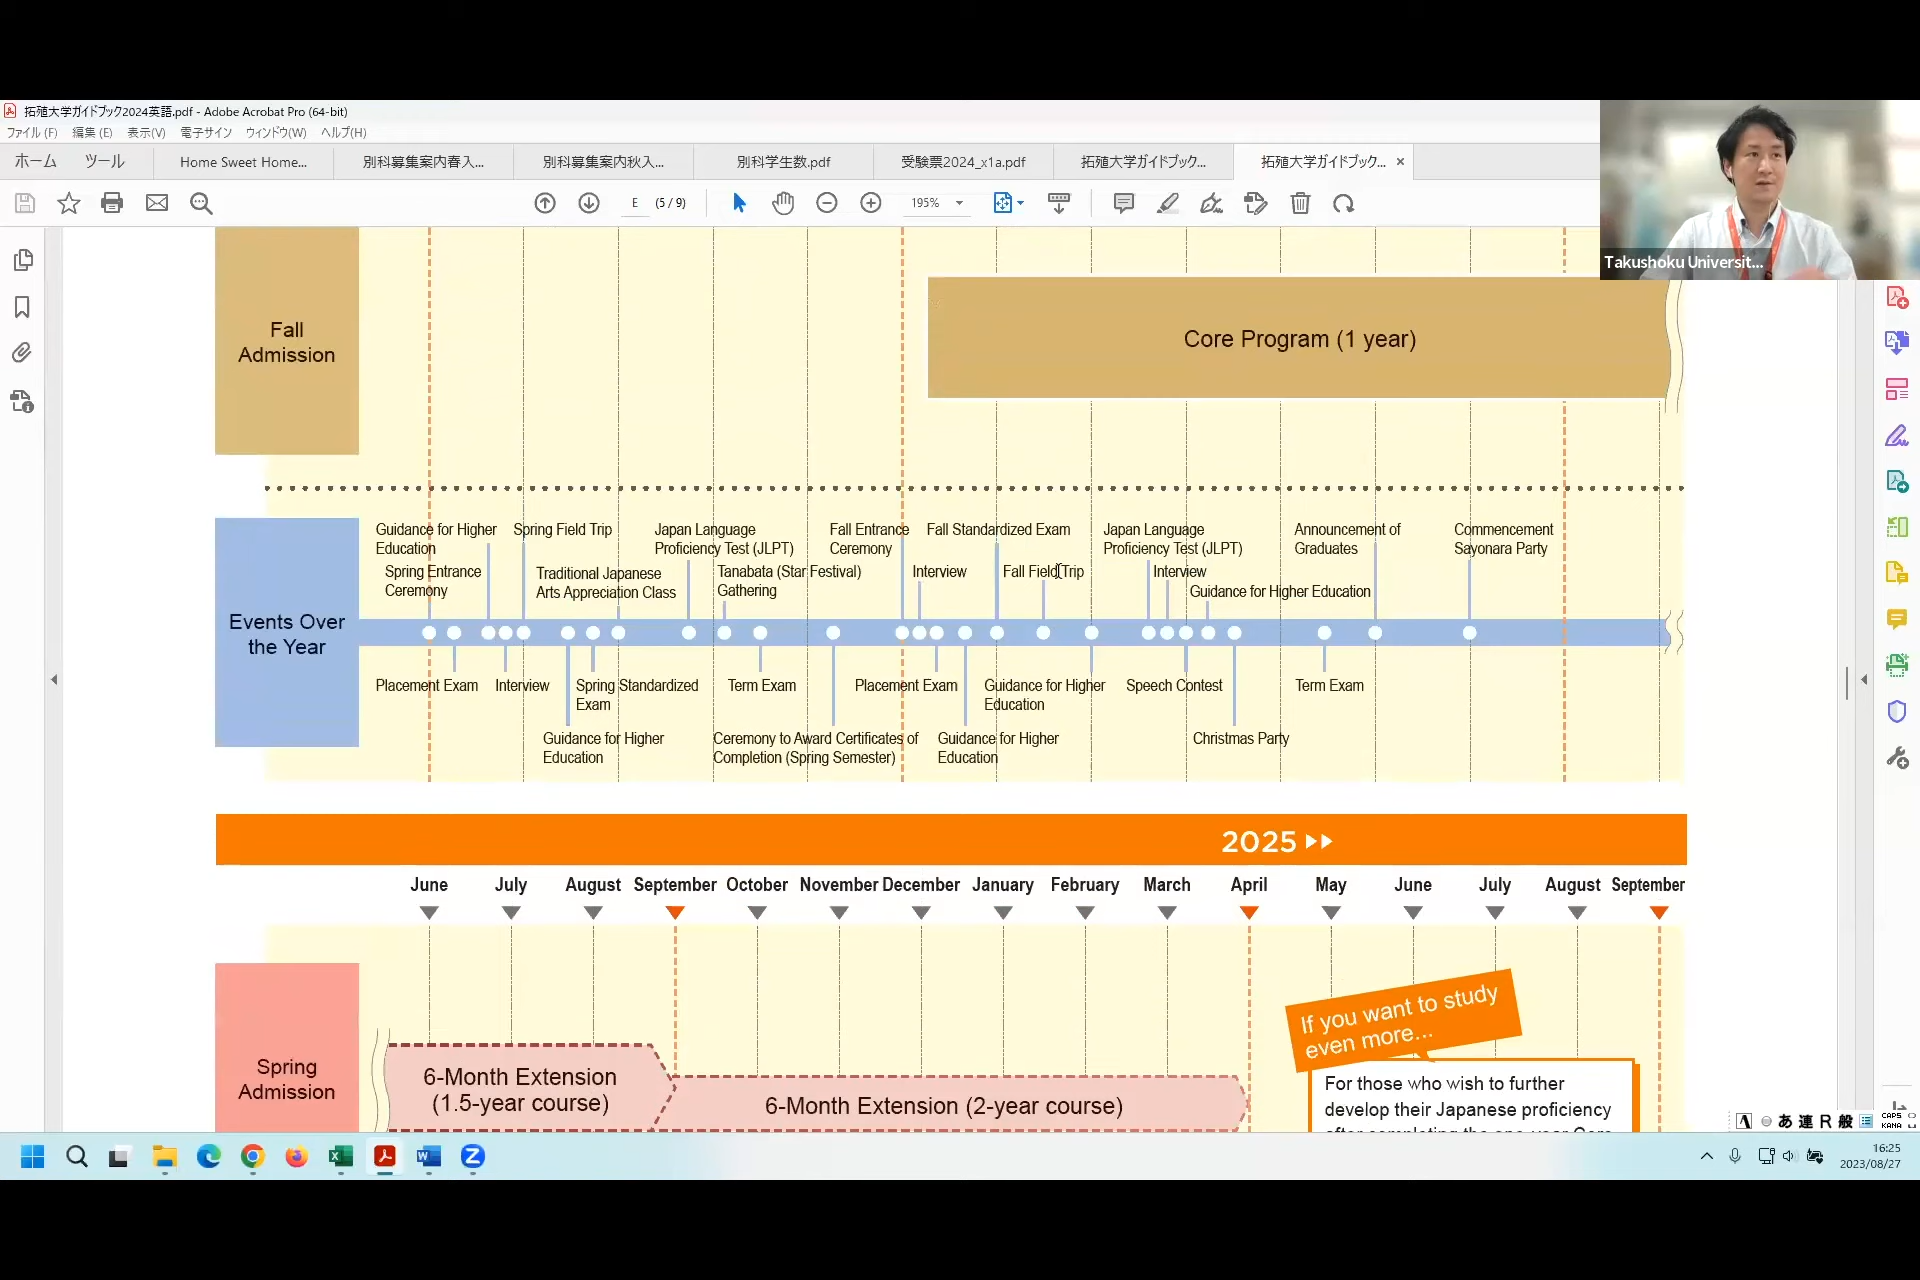 拓殖大学ガイドブック2024英語.pdf - Adobe Acrobat Pro (64-bit)
ファイル (F) 編集 (E) 表示(V) 電子サイン ウィンドウ(W) ヘルプ(H)
ホーム ツール Home Sweet Home... 別科募集案内春入... 別科募集案内秋入... 別科学生数.pdf 受験票2024_x1a.pdf 拓殖大学ガイドブック... 拓殖大学ガイドブック... ×
E (5 / 9) 195%
Takushoku Universit...
Fall
Admission
Core Program (1 year)
Guidance for Higher
Education
Spring Field Trip
Japan Language
Proficiency Test (JLPT)
Fall Entrance
Ceremony
Fall Standardized Exam
Japan Language
Proficiency Test (JLPT)
Announcement of
Graduates
Commencement
Sayonara Party
Spring Entrance
Ceremony
Traditional Japanese
Arts Appreciation Class
Tanabata (Star Festival)
Gathering
Interview
Fall Field Trip
Interview
Guidance for Higher Education
Events Over
the Year
Placement Exam
Interview
Spring Standardized
Exam
Term Exam
Placement Exam
Guidance for Higher
Education
Speech Contest
Term Exam
Guidance for Higher
Education
Ceremony to Award Certificates of
Completion (Spring Semester)
Guidance for Higher
Education
Christmas Party
2025
June July August September October November December January February March April May June July August September
If you want to study
even more...
Spring
Admission
6-Month Extension
(1.5-year course)
6-Month Extension (2-year course)
For those who wish to further
develop their Japanese proficiency
after completing the one-year Core
A あ 連 R 般 CAPS
KANA
16:25
2023/08/27